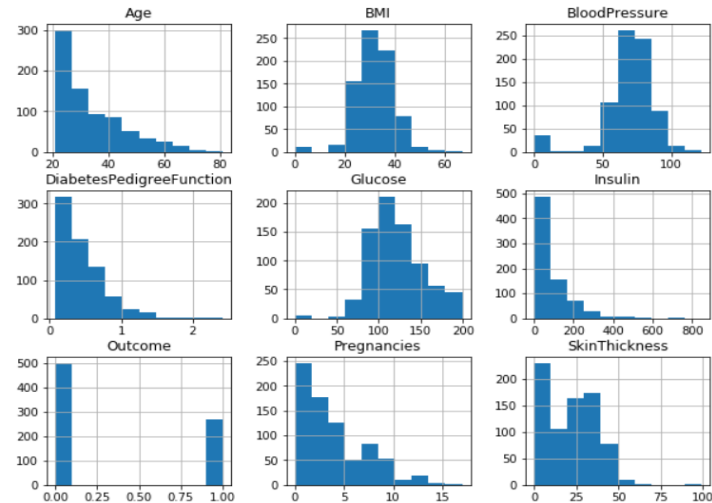 Age
300
200
100
0
20 40 60 80
BMI
250
200
150
100
50
0
0 20 40 60
BloodPressure
250
200
150
100
50
0
0 50 100
DiabetesPedigreeFunction
300
200
100
0
0 1 2
Glucose
200
150
100
50
0
0 50 100 150 200
Insulin
500
400
300
200
100
0
0 200 400 600 800
Outcome
500
400
300
200
100
0
0.00 0.25 0.50 0.75 1.00
Pregnancies
250
200
150
100
50
0
0 5 10 15
SkinThickness
200
150
100
50
0
0 25 50 75 100